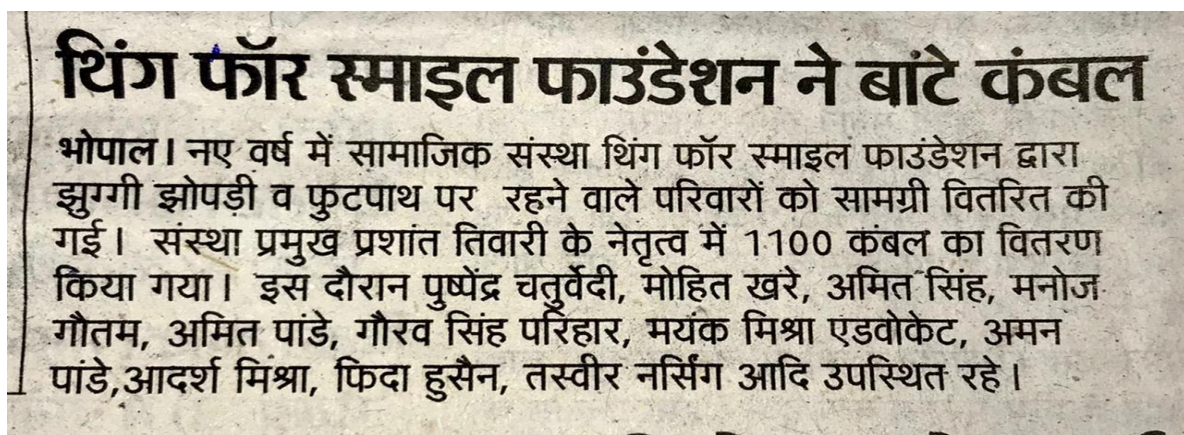 थिंग फॉर स्माइल फाउंडेशन ने बांटे कंबल
भोपाल। नए वर्ष में सामाजिक संस्था थिंग फॉर स्माइल फाउंडेशन द्वारा
झुग्गी झोपड़ी व फुटपाथ पर रहने वाले परिवारों को सामग्री वितरित की
गई। संस्था प्रमुख प्रशांत तिवारी के नेतृत्व में 1100 कंबल का वितरण
किया गया। इस दौरान पुष्पेंद्र चतुर्वेदी, मोहित खरे, अमित सिंह, मनोज
गौतम, अमित पांडे, गौरव सिंह परिहार, मयंक मिश्रा एडवोकेट, अमन
पांडे,आदर्श मिश्रा, फिदा हुसैन, तस्वीर नर्सिंग आदि उपस्थित रहे।